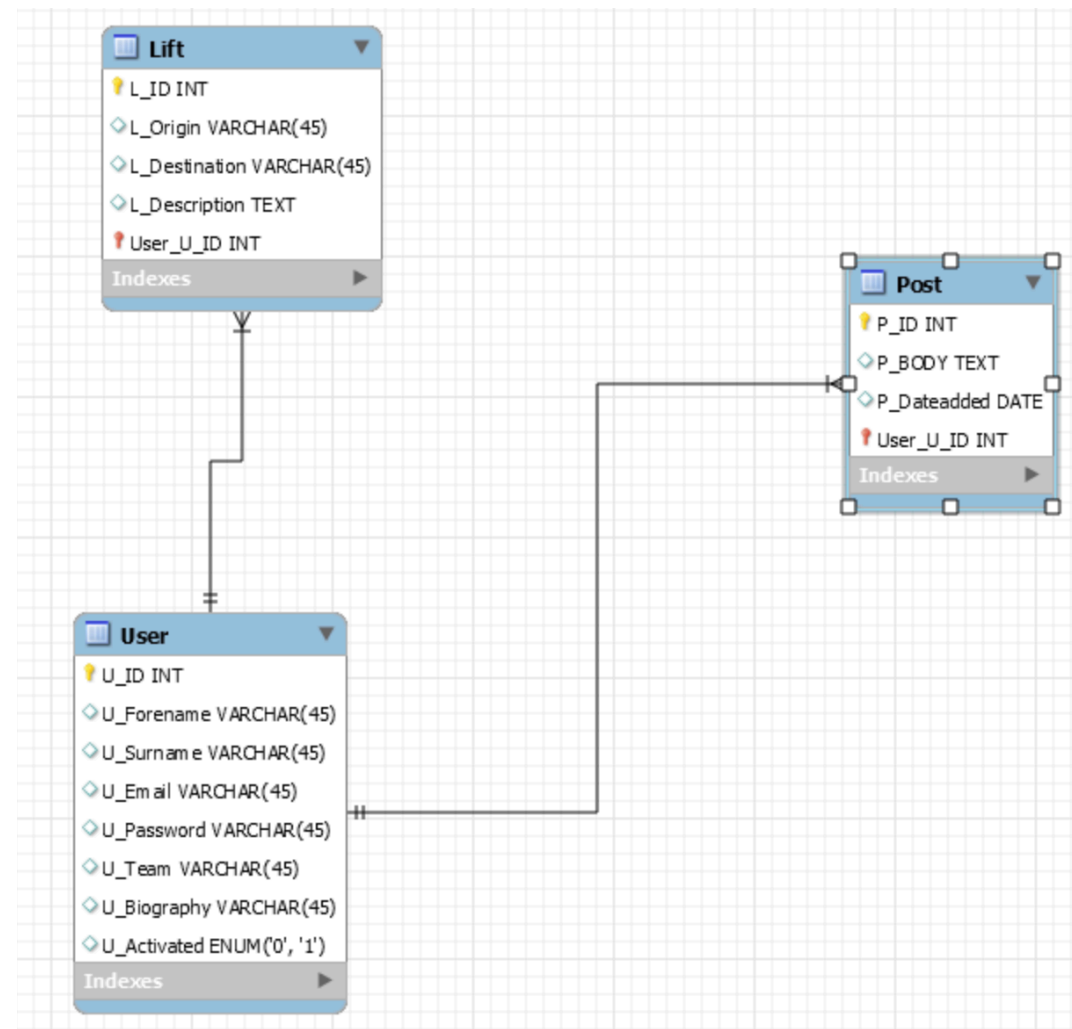 Lift
L_ID INT
L_Origin VARCHAR(45)
L_Destination VARCHAR(45)
L_Description TEXT
User_U_ID INT
Indexes
Post
P_ID INT
P_BODY TEXT
P_Dateadded DATE
User_U_ID INT
Indexes
User
U_ID INT
U_Forename VARCHAR(45)
U_Surname VARCHAR(45)
U_Email VARCHAR(45)
U_Password VARCHAR(45)
U_Team VARCHAR(45)
U_Biography VARCHAR(45)
U_Activated ENUM('0', '1')
Indexes